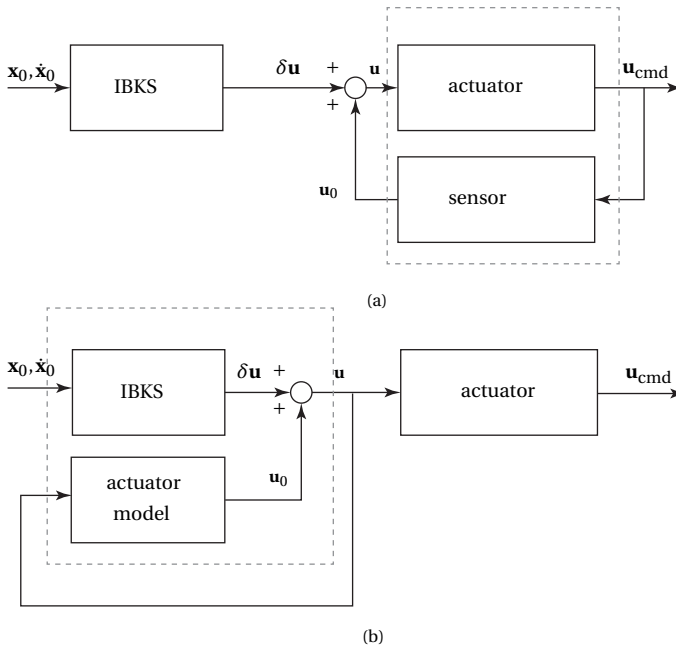 𝐱₀, 𝐱̇₀
IBKS
δ𝐮
+
+
𝐮
actuator
𝐮cmd
𝐮₀
sensor
(a)
𝐱₀, 𝐱̇₀
IBKS
δ𝐮
+
+
𝐮
actuator
𝐮cmd
actuator
model
𝐮₀
(b)